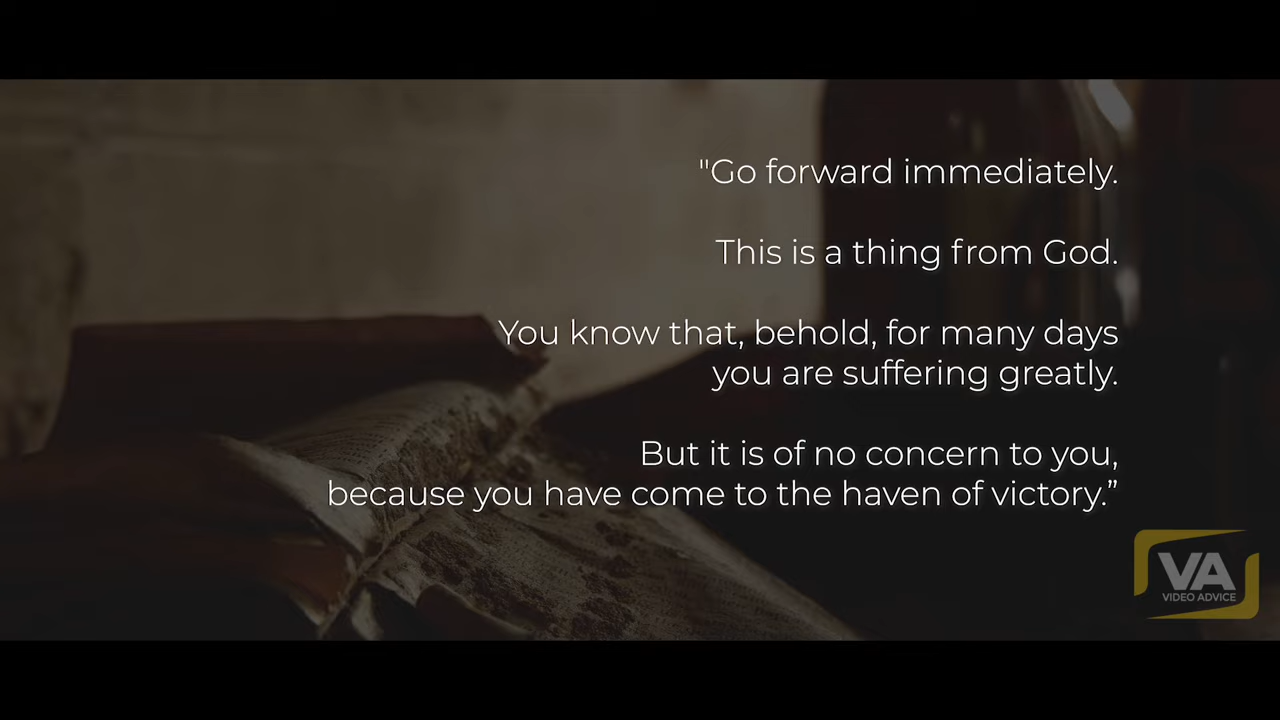 "Go forward immediately.
This is a thing from God.
You know that, behold, for many days
you are suffering greatly.
But it is of no concern to you,
because you have come to the haven of victory.”
VA
VIDEO ADVICE